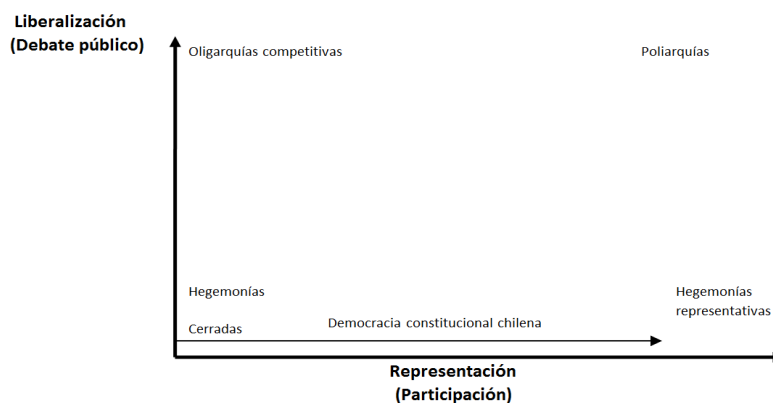 Liberalización
(Debate público)
Oligarquías competitivas
Poliarquías
Hegemonías
Cerradas
Democracia constitucional chilena
Hegemonías
representativas
Representación
(Participación)